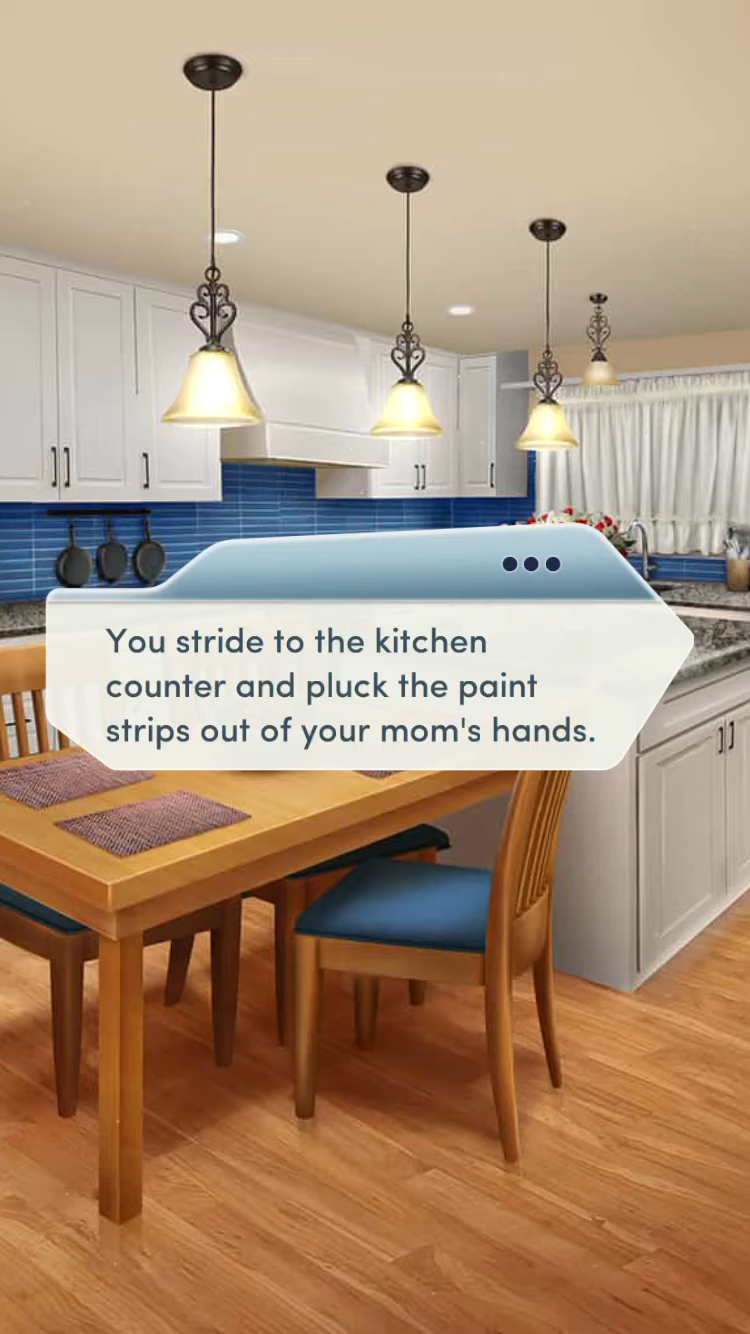 You stride to the kitchen
counter and pluck the paint
strips out of your mom's hands.